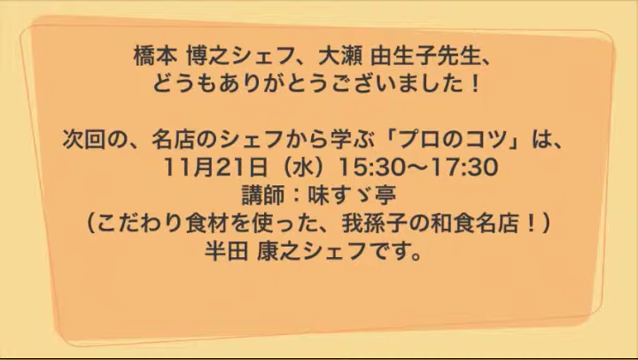 橋本 博之シェフ、大瀬 由生子先生、
どうもありがとうございました！
次回の、名店のシェフから学ぶ「プロのコツ」は、
11月21日（水）15:30〜17:30
講師：味すゞ亭
（こだわり食材を使った、我孫子の和食名店！）
半田 康之シェフです。